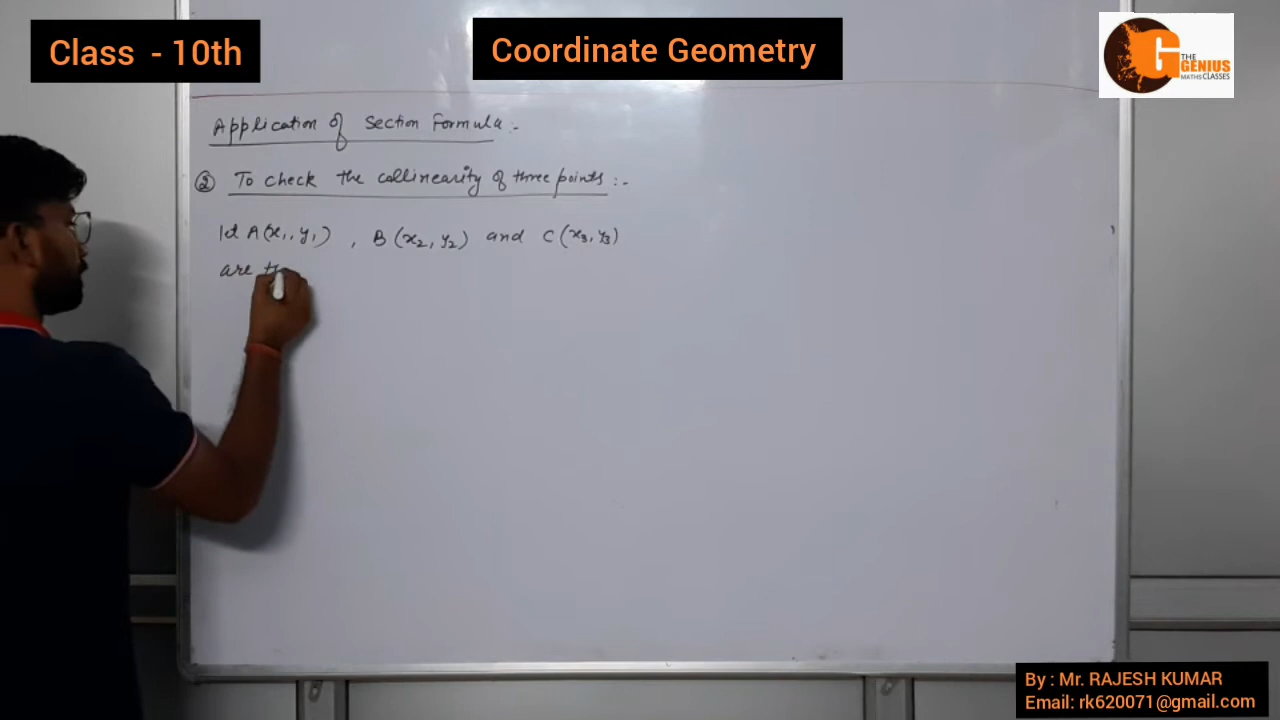 Class - 10th
Coordinate Geometry
G THE GENIUS MATHS CLASSES
Application of Section Formula :-
② To check the collinearity of three points :-
let A(x₁, y₁) , B(x₂, y₂) and C(x₃, y₃)
are
By : Mr. RAJESH KUMAR
Email: rk620071@gmail.com